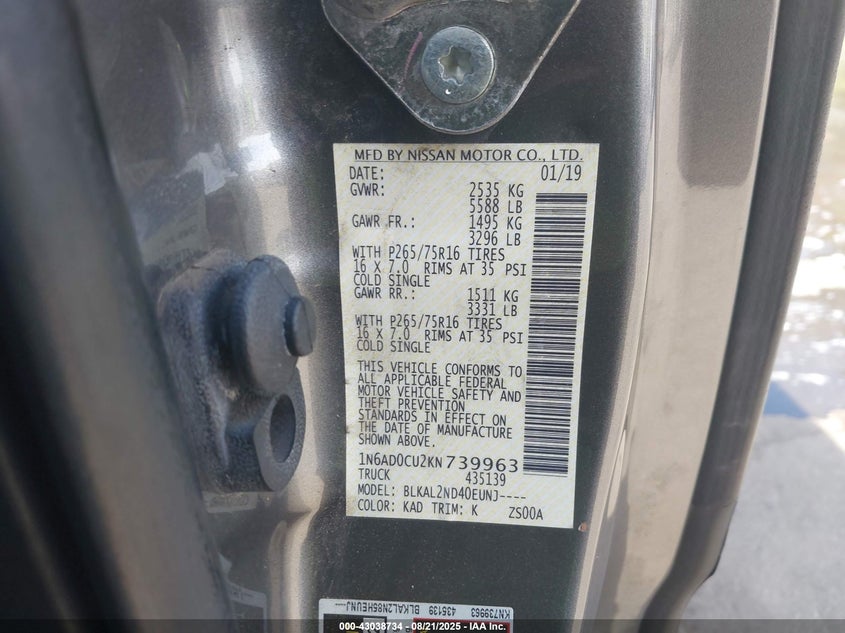 MFD BY NISSAN MOTOR CO., LTD.
DATE: 01/19
GVWR: 2535 KG
5588 LB
GAWR FR.: 1495 KG
3296 LB
WITH P265/75R16 TIRES
16 X 7.0 RIMS AT 35 PSI
COLD SINGLE
GAWR RR.: 1511 KG
3331 LB
WITH P265/75R16 TIRES
16 X 7.0 RIMS AT 35 PSI
COLD SINGLE
THIS VEHICLE CONFORMS TO
ALL APPLICABLE FEDERAL
MOTOR VEHICLE SAFETY AND
THEFT PREVENTION
STANDARDS IN EFFECT ON
THE DATE OF MANUFACTURE
SHOWN ABOVE.
1N6AD0CU2KN739963
TRUCK 435139
MODEL: BLKAL2ND40EUNJ----
COLOR: KAD TRIM: K ZS00A
KN739963 435139 BLKAL2N85HEUNJ----
000-43038734 - 08/21/2025 - IAA Inc.